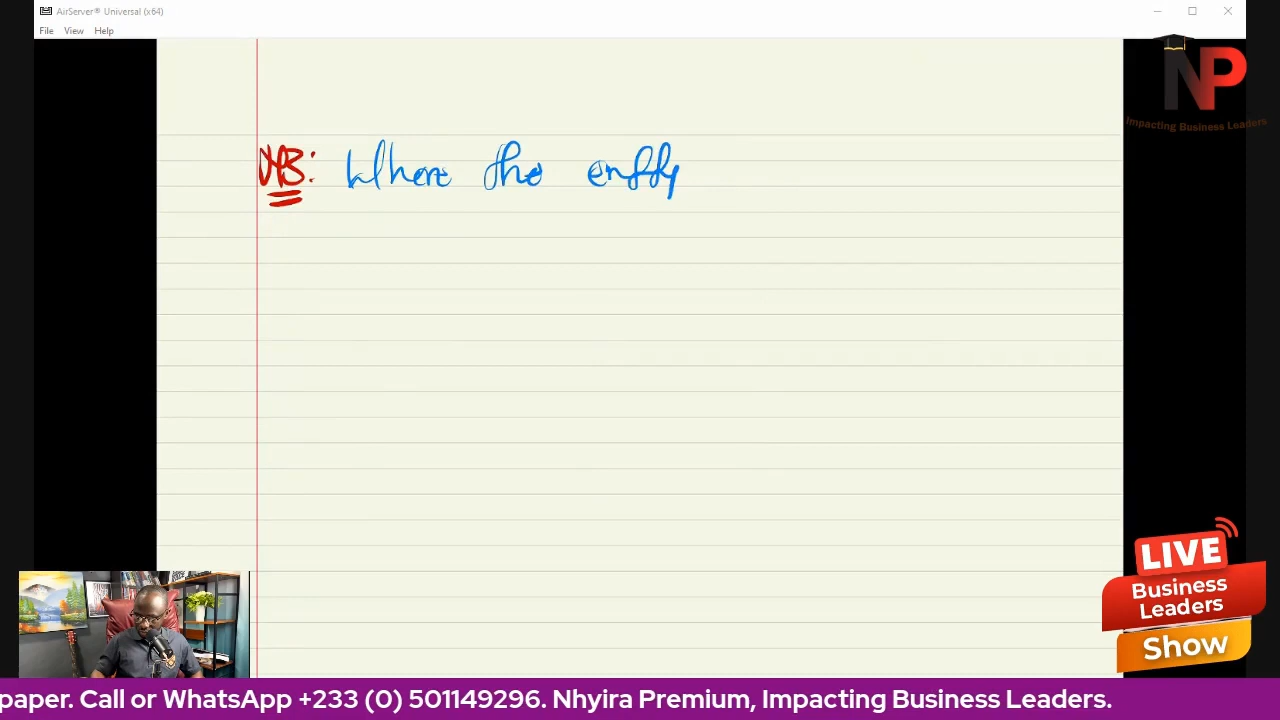 AirServer® Universal (x64)
File View Help
NP
Impacting Business Leaders
NB: Where the entity
LIVE
Business
Leaders
Show
paper. Call or WhatsApp +233 (0) 501149296. Nhyira Premium, Impacting Business Leaders.